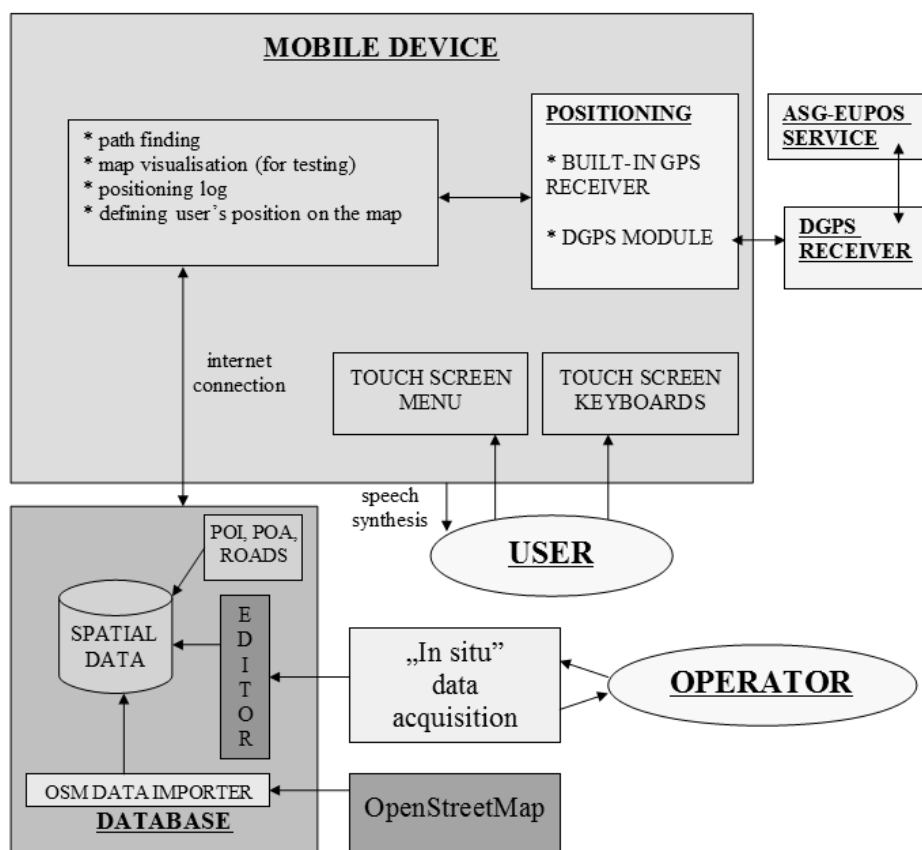 MOBILE DEVICE
* path finding
* map visualisation (for testing)
* positioning log
* defining user's position on the map
POSITIONING
* BUILT-IN GPS
RECEIVER
* DGPS MODULE
ASG-EUPOS
SERVICE
DGPS
RECEIVER
internet
connection
TOUCH SCREEN
MENU
TOUCH SCREEN
KEYBOARDS
speech
synthesis
USER
POI, POA,
ROADS
SPATIAL
DATA
E
D
I
T
O
R
„In situ”
data
acquisition
OPERATOR
OSM DATA IMPORTER
DATABASE
OpenStreetMap